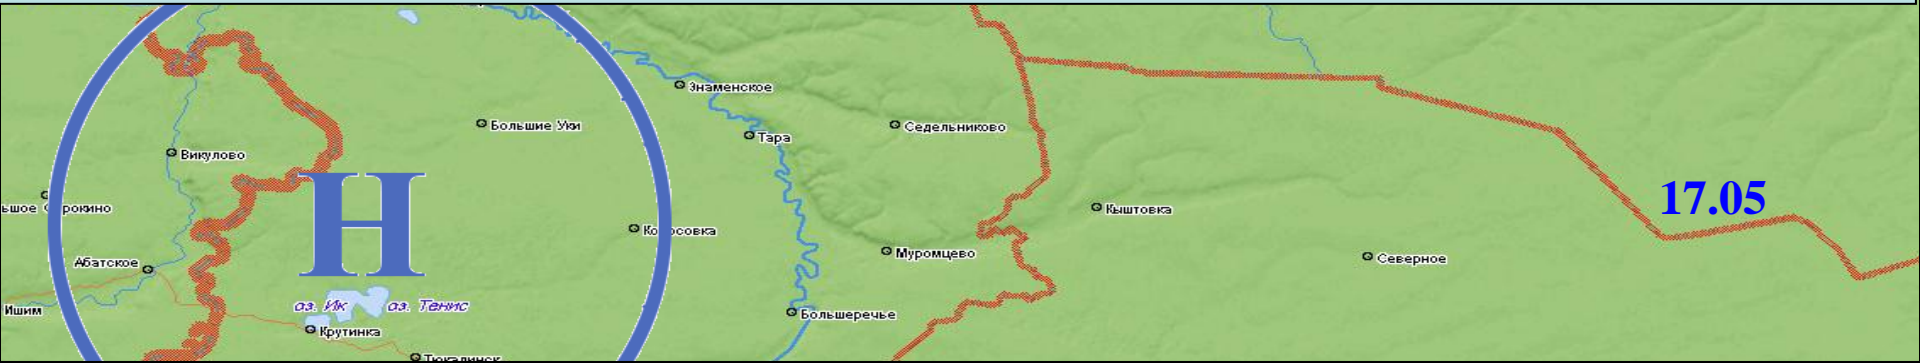 Знаменское
Большие Уки
Седельниково
Тара
Викулово
17.05
Н
Кыштовка
Муромцево
Северное
Абатское
оз. Ик
оз. Тенис
Ишим
Большеречье
Крутинка
Тюкалинск